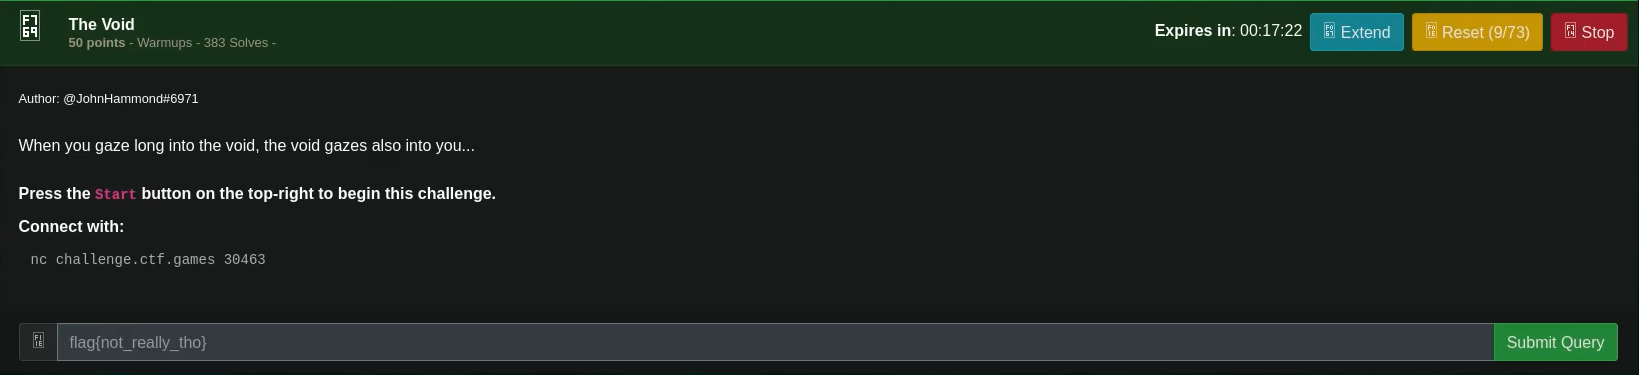 The Void
50 points - Warmups - 383 Solves -
Expires in: 00:17:22
Extend
Reset (9/73)
Stop
Author: @JohnHammond#6971
When you gaze long into the void, the void gazes also into you...
Press the Start button on the top-right to begin this challenge.
Connect with:
nc challenge.ctf.games 30463
flag{not_really_tho}
Submit Query